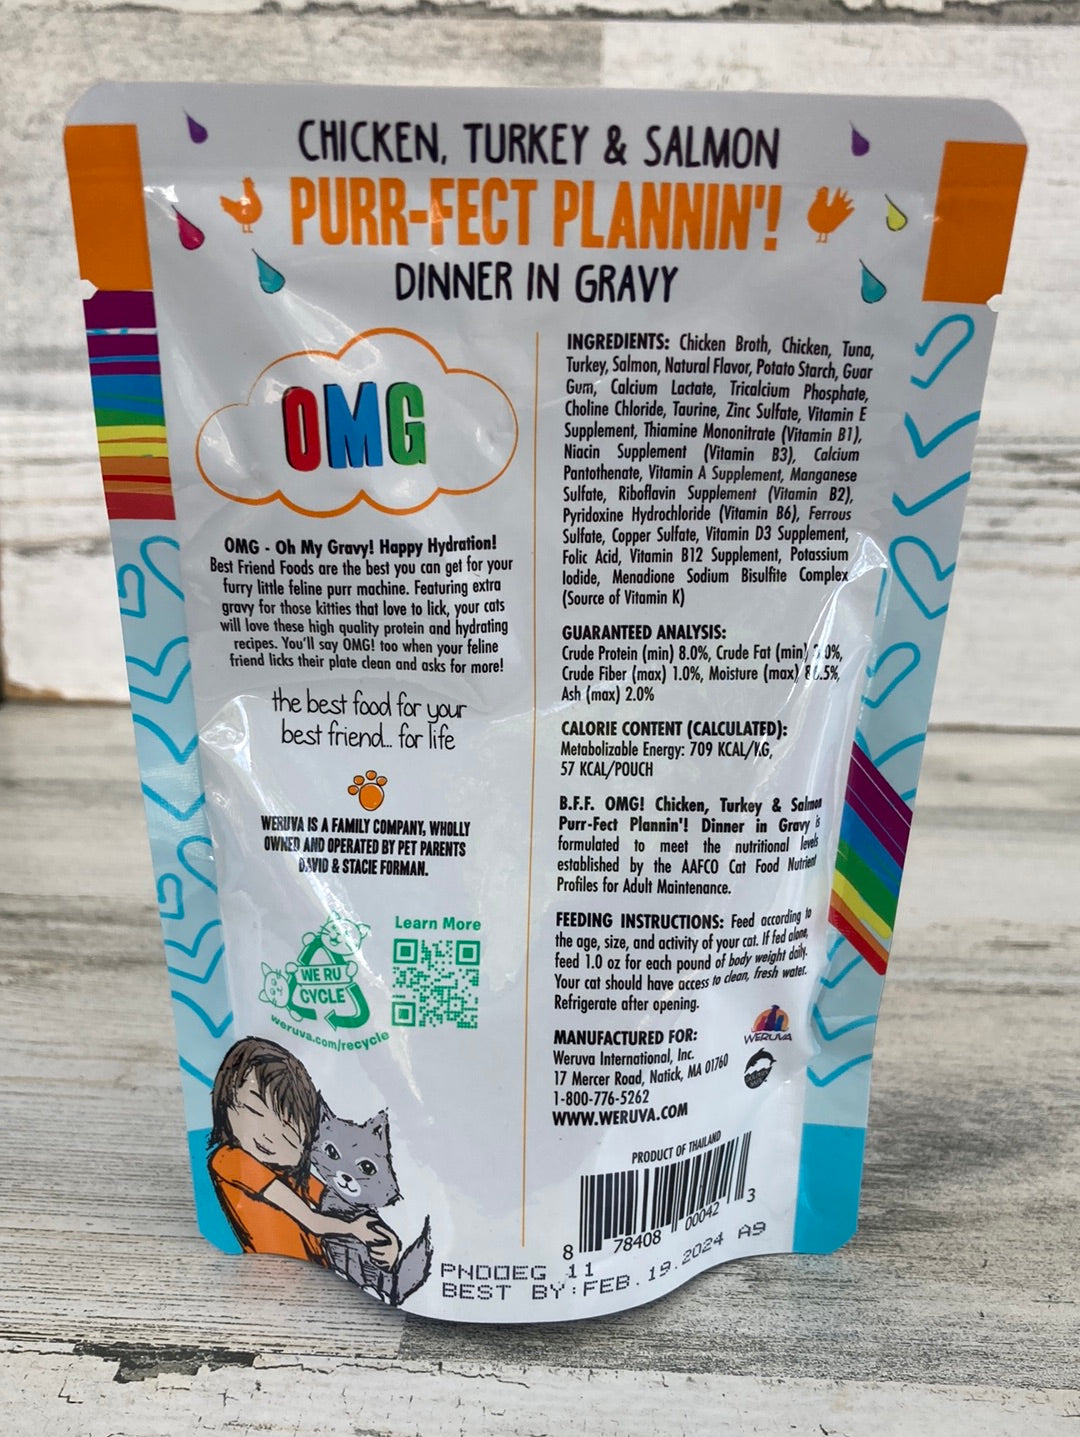 CHICKEN, TURKEY & SALMON
PURR-FECT PLANNIN'!
DINNER IN GRAVY
OMG
OMG - Oh My Gravy! Happy Hydration!
Best Friend Foods are the best you can get for your
furry little feline purr machine. Featuring extra
gravy for those kitties that love to lick, your cats
will love these high quality protein and hydrating
recipes. You'll say OMG! too when your feline
friend licks their plate clean and asks for more!
the best food for your
best friend... for life
WERUVA IS A FAMILY COMPANY, WHOLLY
OWNED AND OPERATED BY PET PARENTS
DAVID & STACIE FORMAN.
WE RU
CYCLE
weruva.com/recycle
Learn More
INGREDIENTS: Chicken Broth, Chicken, Tuna,
Turkey, Salmon, Natural Flavor, Potato Starch, Guar
Gum, Calcium Lactate, Tricalcium Phosphate,
Choline Chloride, Taurine, Zinc Sulfate, Vitamin E
Supplement, Thiamine Mononitrate (Vitamin B1),
Niacin Supplement (Vitamin B3), Calcium
Pantothenate, Vitamin A Supplement, Manganese
Sulfate, Riboflavin Supplement (Vitamin B2),
Pyridoxine Hydrochloride (Vitamin B6), Ferrous
Sulfate, Copper Sulfate, Vitamin D3 Supplement,
Folic Acid, Vitamin B12 Supplement, Potassium
Iodide, Menadione Sodium Bisulfite Complex
(Source of Vitamin K)
GUARANTEED ANALYSIS:
Crude Protein (min) 8.0%, Crude Fat (min)
Crude Fiber (max) 1.0%, Moisture (max)
Ash (max) 2.0%
CALORIE CONTENT (CALCULATED):
Metabolizable Energy: 709 KCAL/KG,
57 KCAL/POUCH
B.F.F. OMG! Chicken, Turkey & Salmon
Purr-Fect Plannin'! Dinner in Gravy is
formulated to meet the nutritional levels
established by the AAFCO Cat Food Nutrient
Profiles for Adult Maintenance.
FEEDING INSTRUCTIONS: Feed according to
the age, size, and activity of your cat. If fed alone,
feed 1.0 oz for each pound of body weight daily.
Your cat should have access to clean, fresh water.
Refrigerate after opening.
MANUFACTURED FOR:
Weruva International, Inc.
17 Mercer Road, Natick, MA 01760
1-800-776-5262
WWW.WERUVA.COM
WERUVA
PRODUCT OF THAILAND
8 78408 00042 3
PNDOEG 11
BEST BY:FEB.19.2024 A9